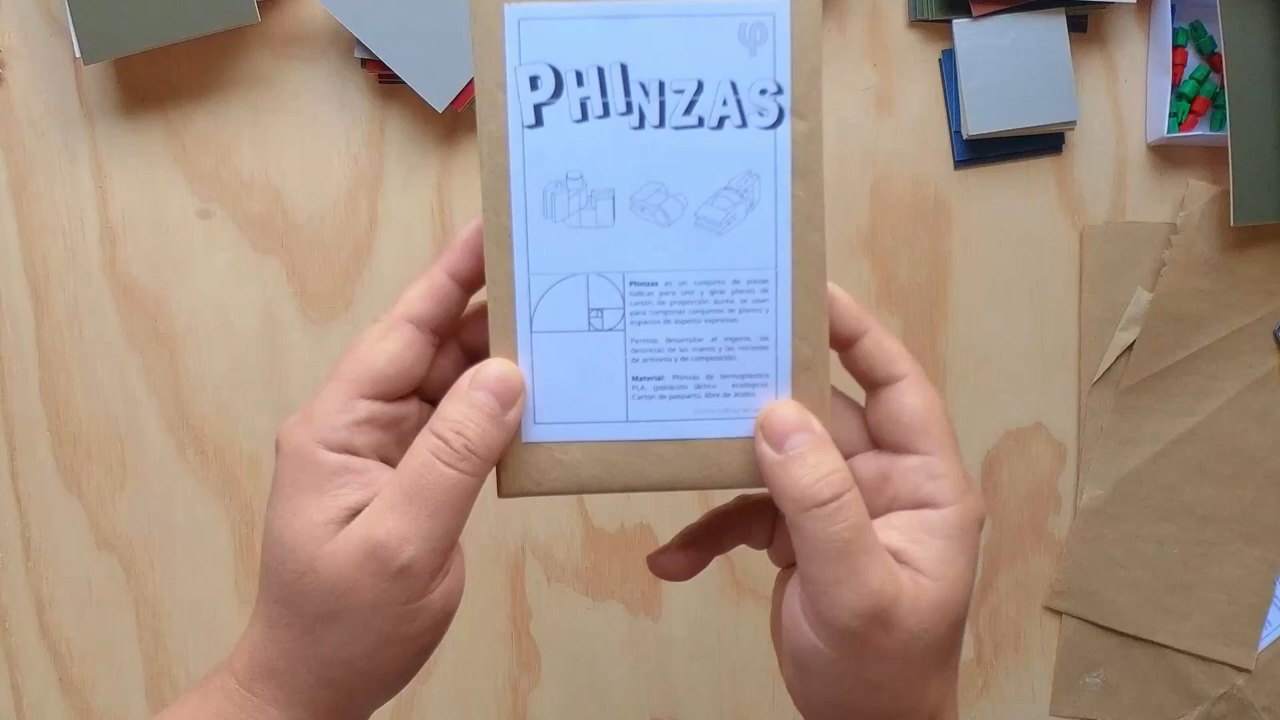 φ
PHINZAS
Phinzas es un conjunto de piezas
lúdicas para unir y girar planos de
cartón de proporción áurea, se usan
para componer conjuntos de planos y
espacios de aspecto expresivo.
Permite desarrollar el ingenio, las
destrezas de las manos y las nociones
de armonía y de composición.
Material: Phinzas de termoplástico
PLA (poliácido láctico) ecológico.
Cartón de paspartú, libre de ácidos.